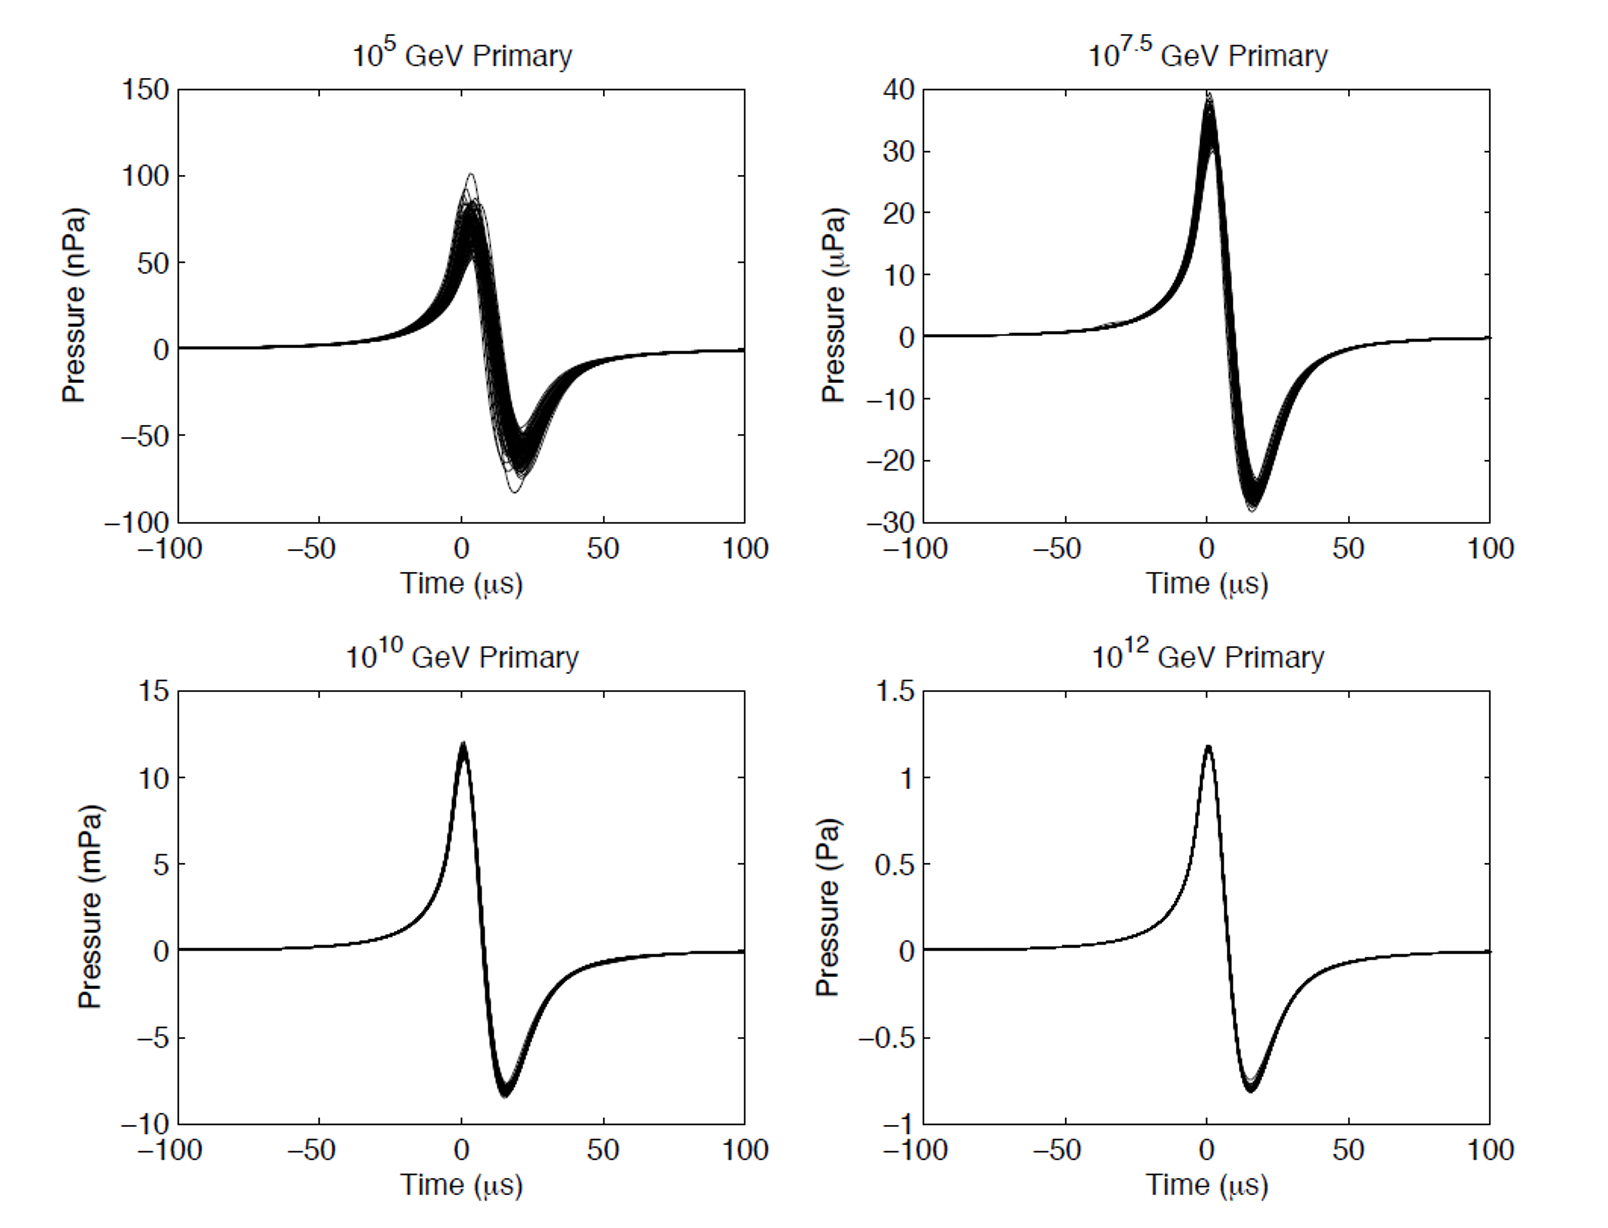 10^5 GeV Primary
150
100
50
0
−50
−100
−100 −50 0 50 100
Time (μs)
Pressure (nPa)
10^7.5 GeV Primary
40
30
20
10
0
−10
−20
−30
−100 −50 0 50 100
Time (μs)
Pressure (μPa)
10^10 GeV Primary
15
10
5
0
−5
−10
−100 −50 0 50 100
Time (μs)
Pressure (mPa)
10^12 GeV Primary
1.5
1
0.5
0
−0.5
−1
−100 −50 0 50 100
Time (μs)
Pressure (Pa)